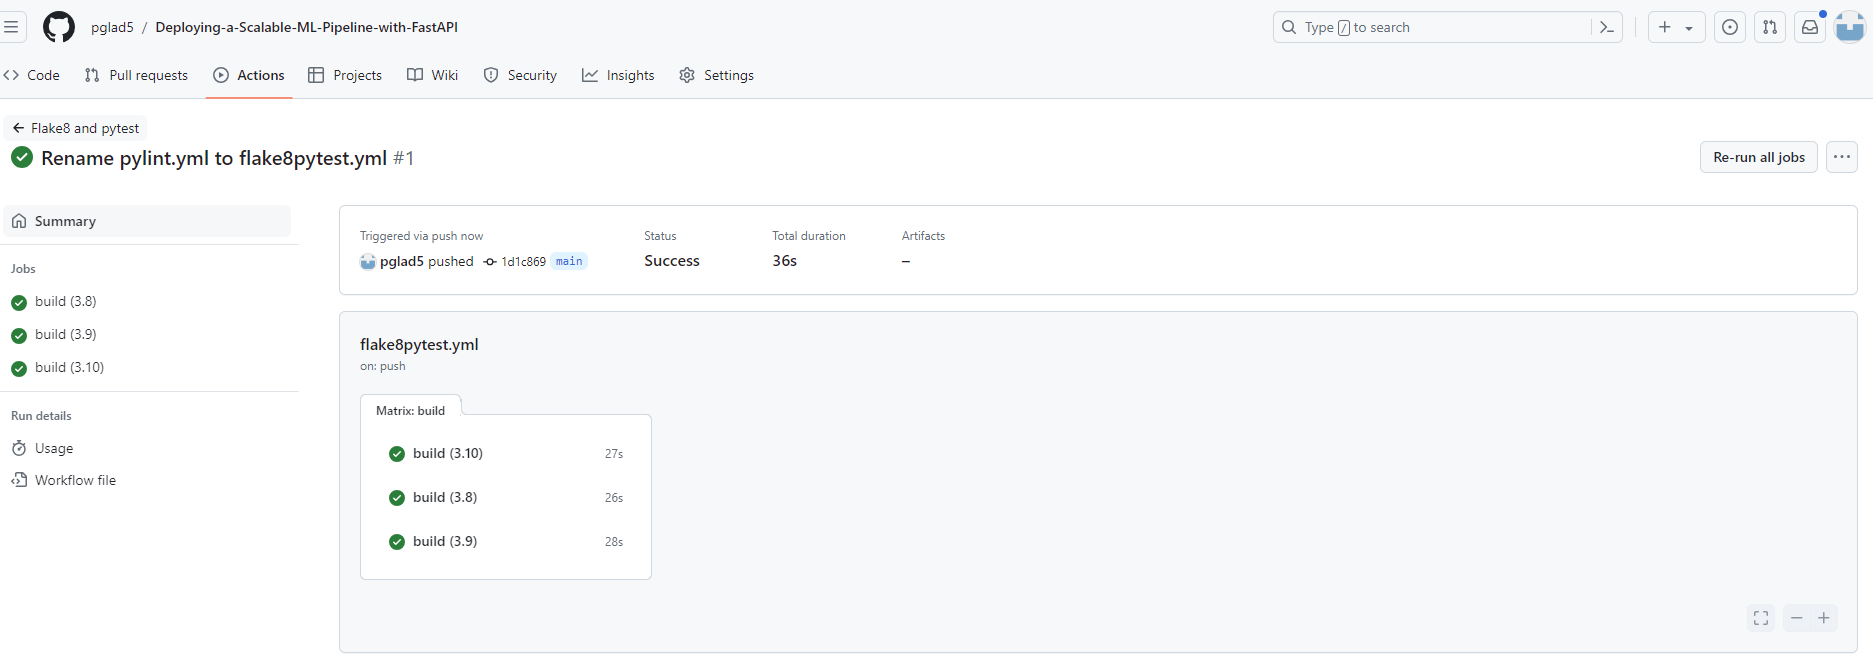 pglad5 / Deploying-a-Scalable-ML-Pipeline-with-FastAPI
Type / to search
Code Pull requests Actions Projects Wiki Security Insights Settings
Flake8 and pytest
Rename pylint.yml to flake8pytest.yml #1
Re-run all jobs
Summary
Jobs
build (3.8)
build (3.9)
build (3.10)
Run details
Usage
Workflow file
Triggered via push now
pglad5 pushed 1d1c869 main
Status
Success
Total duration
36s
Artifacts
–
flake8pytest.yml
on: push
Matrix: build
build (3.10) 27s
build (3.8) 26s
build (3.9) 28s